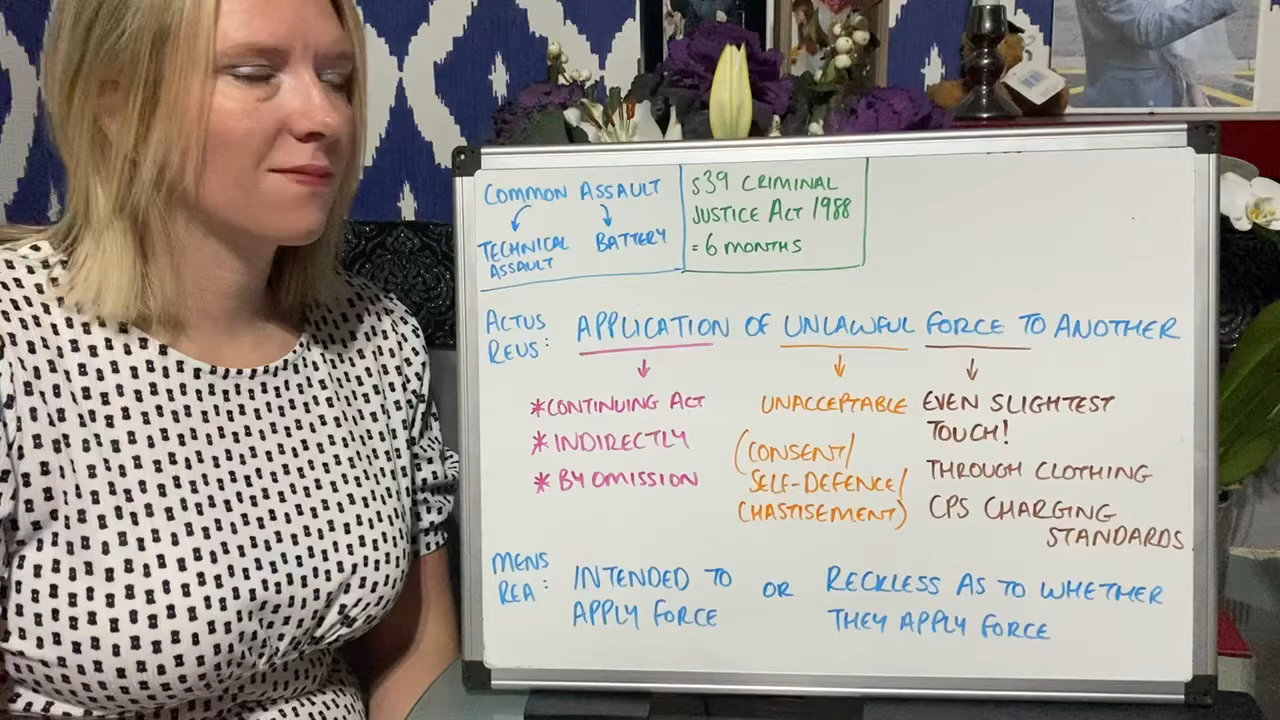 COMMON ASSAULT
TECHNICAL ASSAULT
BATTERY
S39 CRIMINAL
JUSTICE ACT 1988
= 6 MONTHS
ACTUS
REUS:
APPLICATION OF UNLAWFUL FORCE TO ANOTHER
*CONTINUING ACT
*INDIRECTLY
*BY OMISSION
UNACCEPTABLE
(CONSENT/
SELF-DEFENCE/
CHASTISEMENT)
EVEN SLIGHTEST
TOUCH!
THROUGH CLOTHING
CPS CHARGING
STANDARDS
MENS
REA:
INTENDED TO
APPLY FORCE
OR
RECKLESS AS TO WHETHER
THEY APPLY FORCE